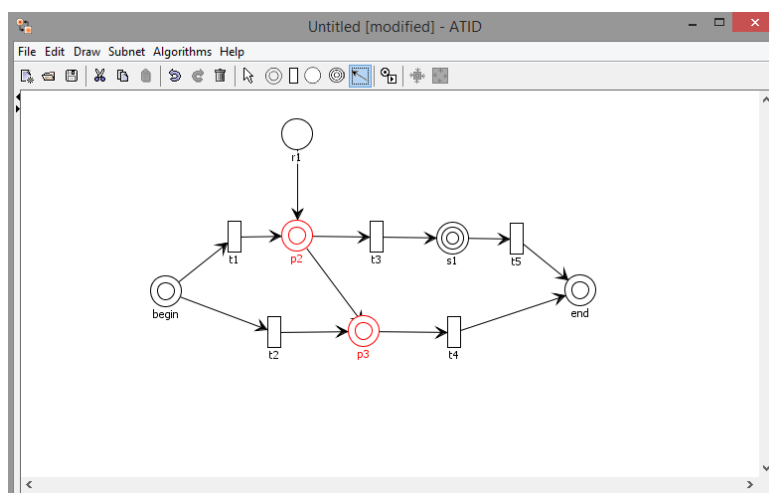 Untitled [modified] - ATID
File Edit Draw Subnet Algorithms Help
r1
t1
p2
t3
s1
t5
begin
end
t2
p3
t4